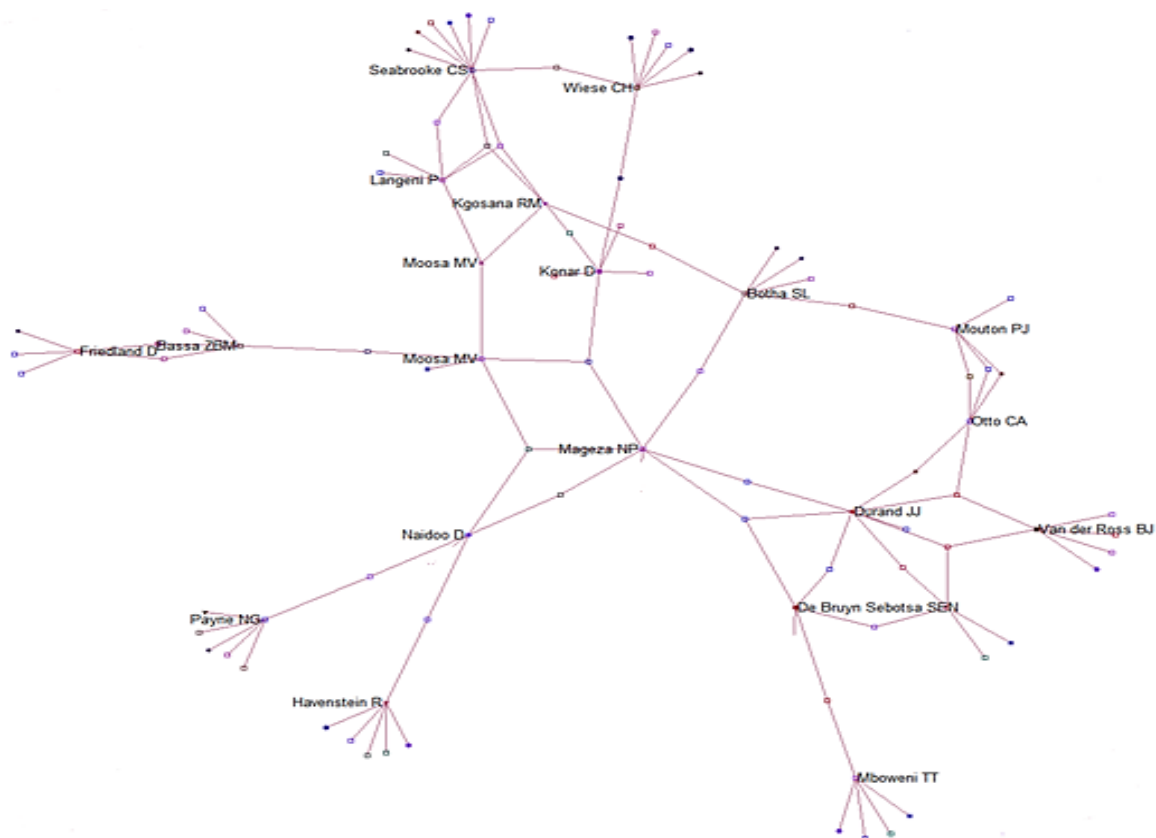 Seabrooke CS
Wiese CH
Langeni P
Kgosana RM
Moosa MV
Konar D
Botha SL
Mouton PJ
Friedland D
Bassa ZBM
Moosa MV
Otto CA
Mageza NP
Durand JJ
Van der Ross BJ
Naidoo D
De Bruyn Sebotsa SEN
Payne NG
Havenstein R
Mboweni TT